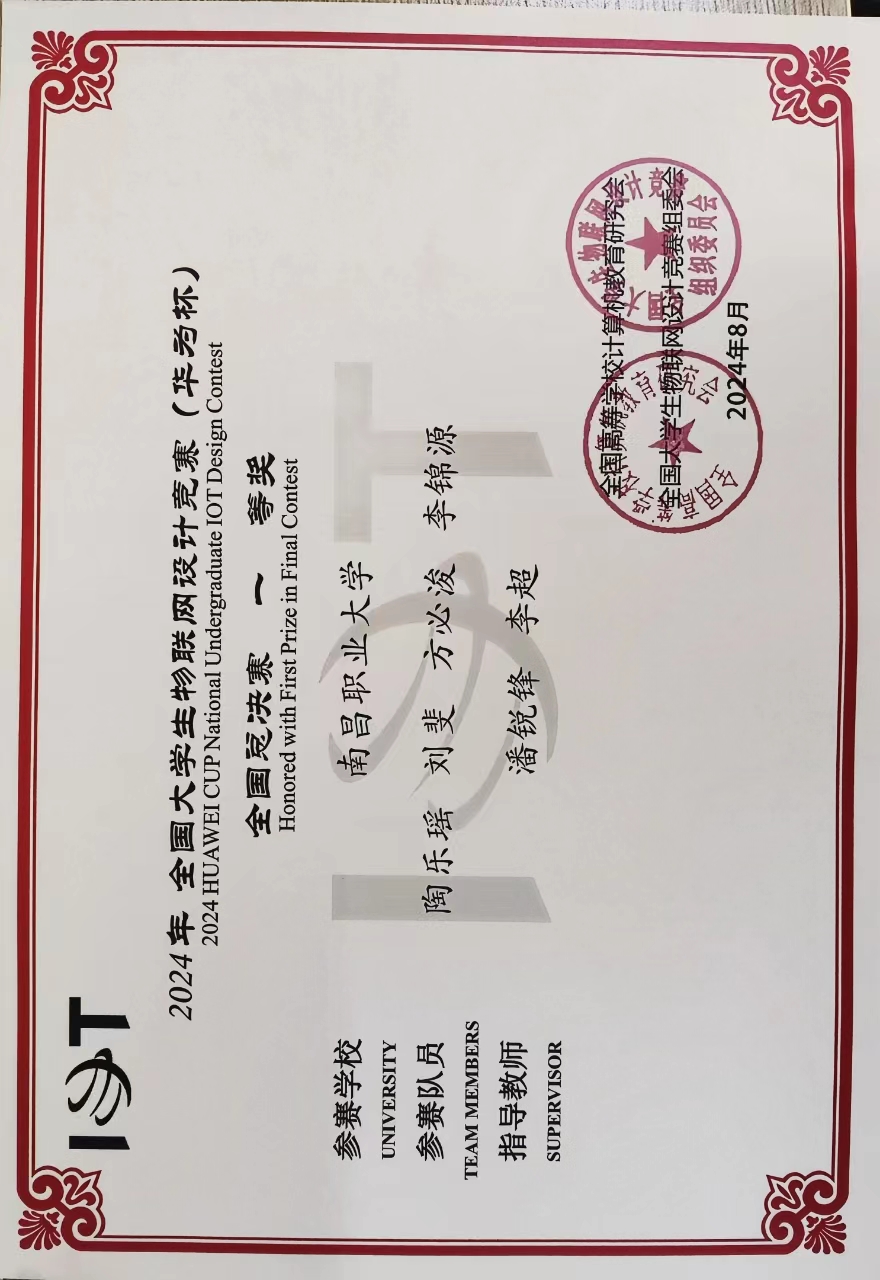 IOT
2024年 全国大学生物联网设计竞赛（华为杯）
2024 HUAWEI CUP National Undergraduate IOT Design Contest
全国总决赛 一 等奖
Honored with First Prize in Final Contest
参赛学校 南昌职业大学
UNIVERSITY
参赛队员 陶乐瑶 刘斐 方必浚 李锦源
TEAM MEMBERS
指导教师 潘锐锋 李超
SUPERVISOR
全国高等学校计算机教育研究会
全国大学生物联网设计竞赛组委会
2024年8月
组织委员会